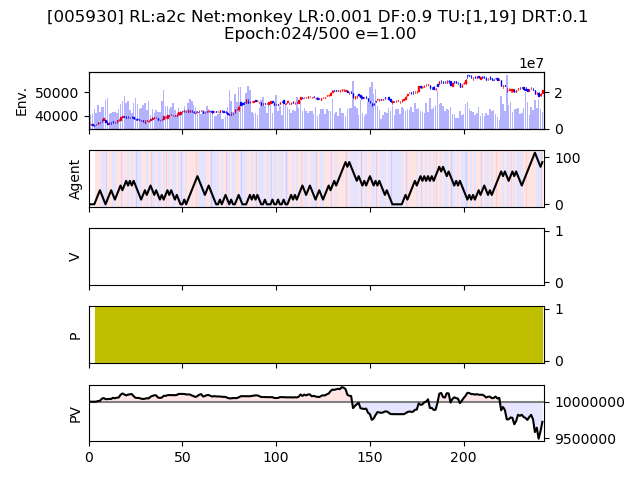 [005930] RL:a2c Net:monkey LR:0.001 DF:0.9 TU:[1,19] DRT:0.1
Epoch:024/500 e=1.00
1e7
Env.
50000
40000
2
0
Agent
100
0
V
1
0
P
1
0
PV
10000000
9500000
0 50 100 150 200